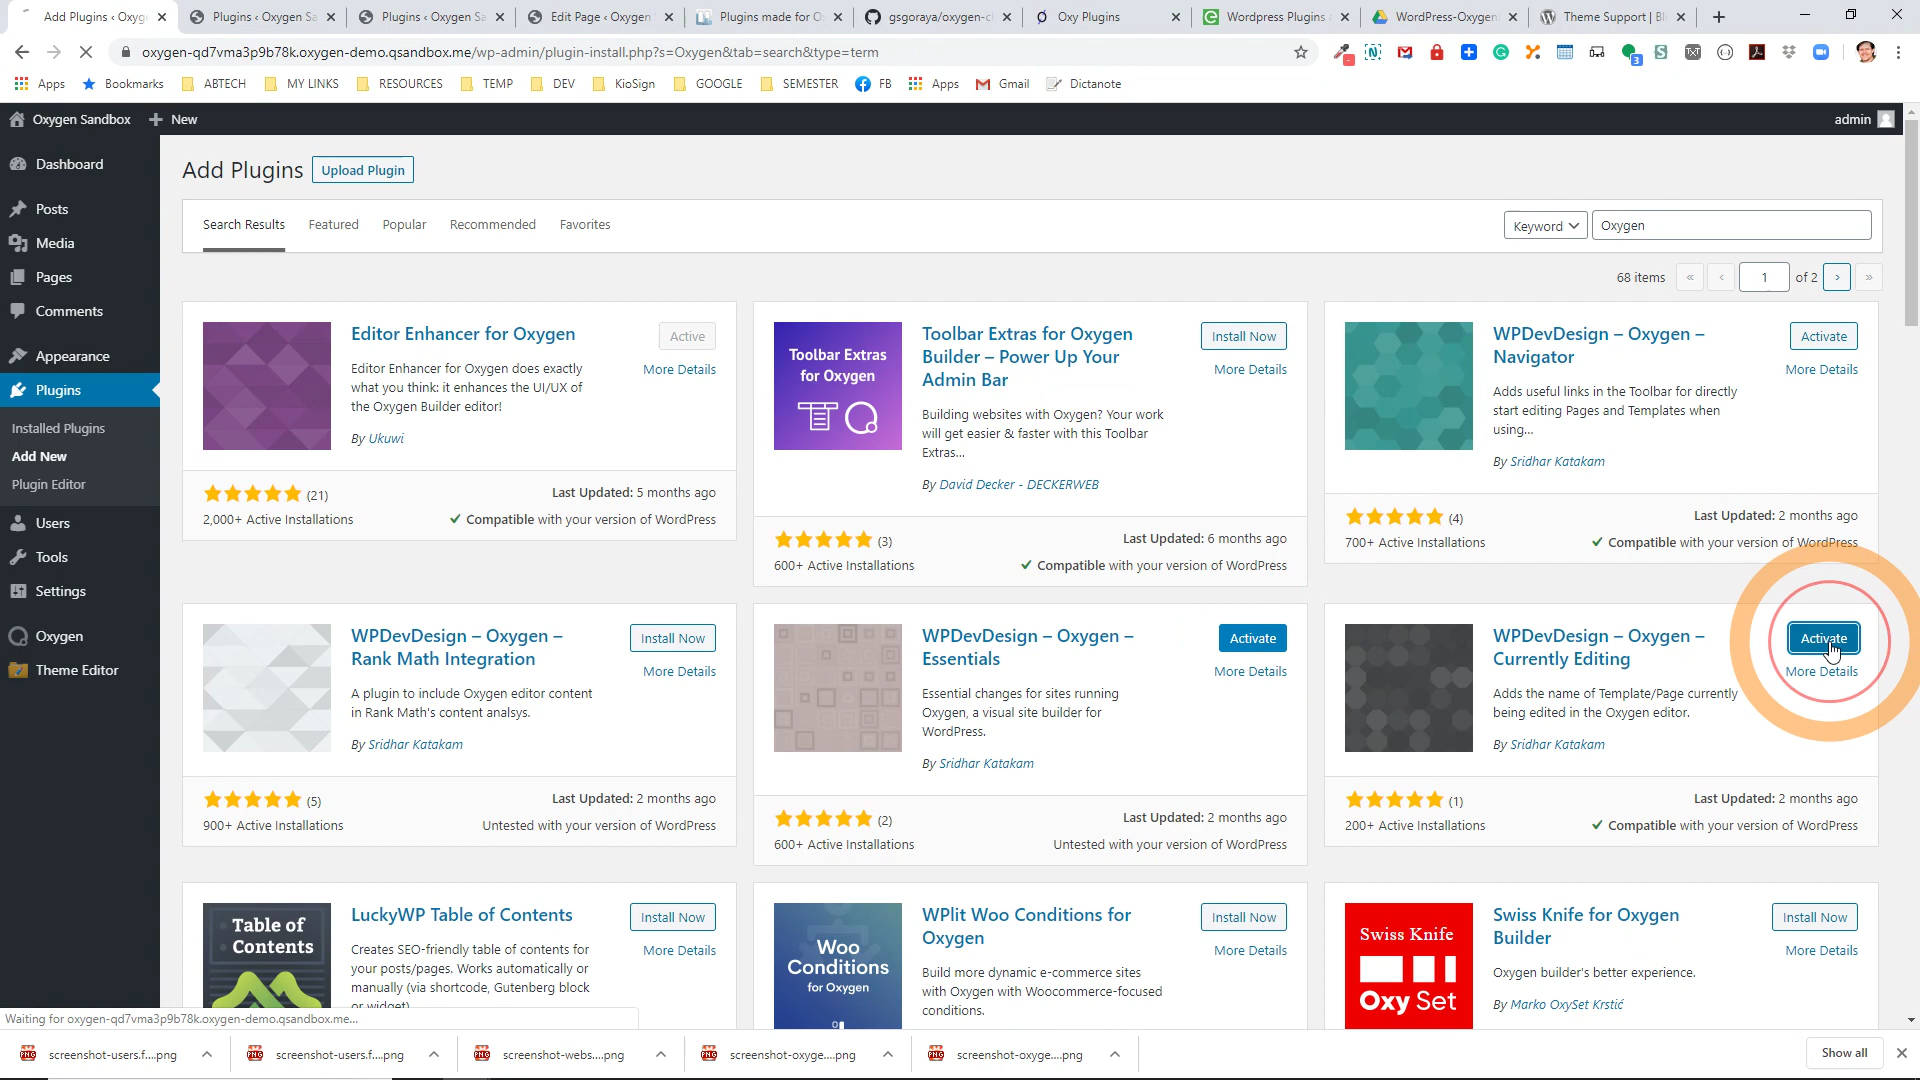 Add Plugins ‹ Oxyge
Plugins ‹ Oxygen Sa
Plugins ‹ Oxygen Sa
Edit Page ‹ Oxygen
Plugins made for O
gsgoraya/oxygen-c
Oxy Plugins
Wordpress Plugins a
WordPress-Oxygen
Theme Support | Bl
oxygen-qd7vma3p9b78k.oxygen-demo.qsandbox.me/wp-admin/plugin-install.php?s=Oxygen&tab=search&type=term
Apps
Bookmarks
ABTECH
MY LINKS
RESOURCES
TEMP
DEV
KioSign
GOOGLE
SEMESTER
FB
Apps
Gmail
Dictanote
Oxygen Sandbox
New
admin
Dashboard
Posts
Media
Pages
Comments
Appearance
Plugins
Installed Plugins
Add New
Plugin Editor
Users
Tools
Settings
Oxygen
Theme Editor
Add Plugins
Upload Plugin
Search Results
Featured
Popular
Recommended
Favorites
Keyword
Oxygen
68 items « ‹ 1 of 2 › »
Editor Enhancer for Oxygen
Active
More Details
Editor Enhancer for Oxygen does exactly
what you think: it enhances the UI/UX of
the Oxygen Builder editor!
By Ukuwi
(21)
Last Updated: 5 months ago
2,000+ Active Installations
Compatible with your version of WordPress
Toolbar Extras
for Oxygen
Toolbar Extras for Oxygen
Builder – Power Up Your
Admin Bar
Install Now
More Details
Building websites with Oxygen? Your work
will get easier & faster with this Toolbar
Extras...
By David Decker - DECKERWEB
(3)
Last Updated: 6 months ago
600+ Active Installations
Compatible with your version of WordPress
WPDevDesign – Oxygen –
Navigator
Activate
More Details
Adds useful links in the Toolbar for directly
start editing Pages and Templates when
using...
By Sridhar Katakam
(4)
Last Updated: 2 months ago
700+ Active Installations
Compatible with your version of WordPress
WPDevDesign – Oxygen –
Rank Math Integration
Install Now
More Details
A plugin to include Oxygen editor content
in Rank Math's content analsys.
By Sridhar Katakam
(5)
Last Updated: 2 months ago
900+ Active Installations
Untested with your version of WordPress
WPDevDesign – Oxygen –
Essentials
Activate
More Details
Essential changes for sites running
Oxygen, a visual site builder for
WordPress.
By Sridhar Katakam
(2)
Last Updated: 2 months ago
600+ Active Installations
Untested with your version of WordPress
WPDevDesign – Oxygen –
Currently Editing
Activate
More Details
Adds the name of Template/Page currently
being edited in the Oxygen editor.
By Sridhar Katakam
(1)
Last Updated: 2 months ago
200+ Active Installations
Compatible with your version of WordPress
Table of
Contents
LuckyWP Table of Contents
Install Now
More Details
Creates SEO-friendly table of contents for
your posts/pages. Works automatically or
manually (via shortcode, Gutenberg block
or widget)
Woo
Conditions
for Oxygen
WPlit Woo Conditions for
Oxygen
Install Now
More Details
Build more dynamic e-commerce sites
with Oxygen with Woocommerce-focused
conditions.
Swiss Knife
Oxy Set
Swiss Knife for Oxygen
Builder
Install Now
More Details
Oxygen builder's better experience.
By Marko OxySet Krstić
Waiting for oxygen-qd7vma3p9b78k.oxygen-demo.qsandbox.me...
screenshot-users.f....png
screenshot-users.f....png
screenshot-webs....png
screenshot-oxyge....png
screenshot-oxyge....png
Show all